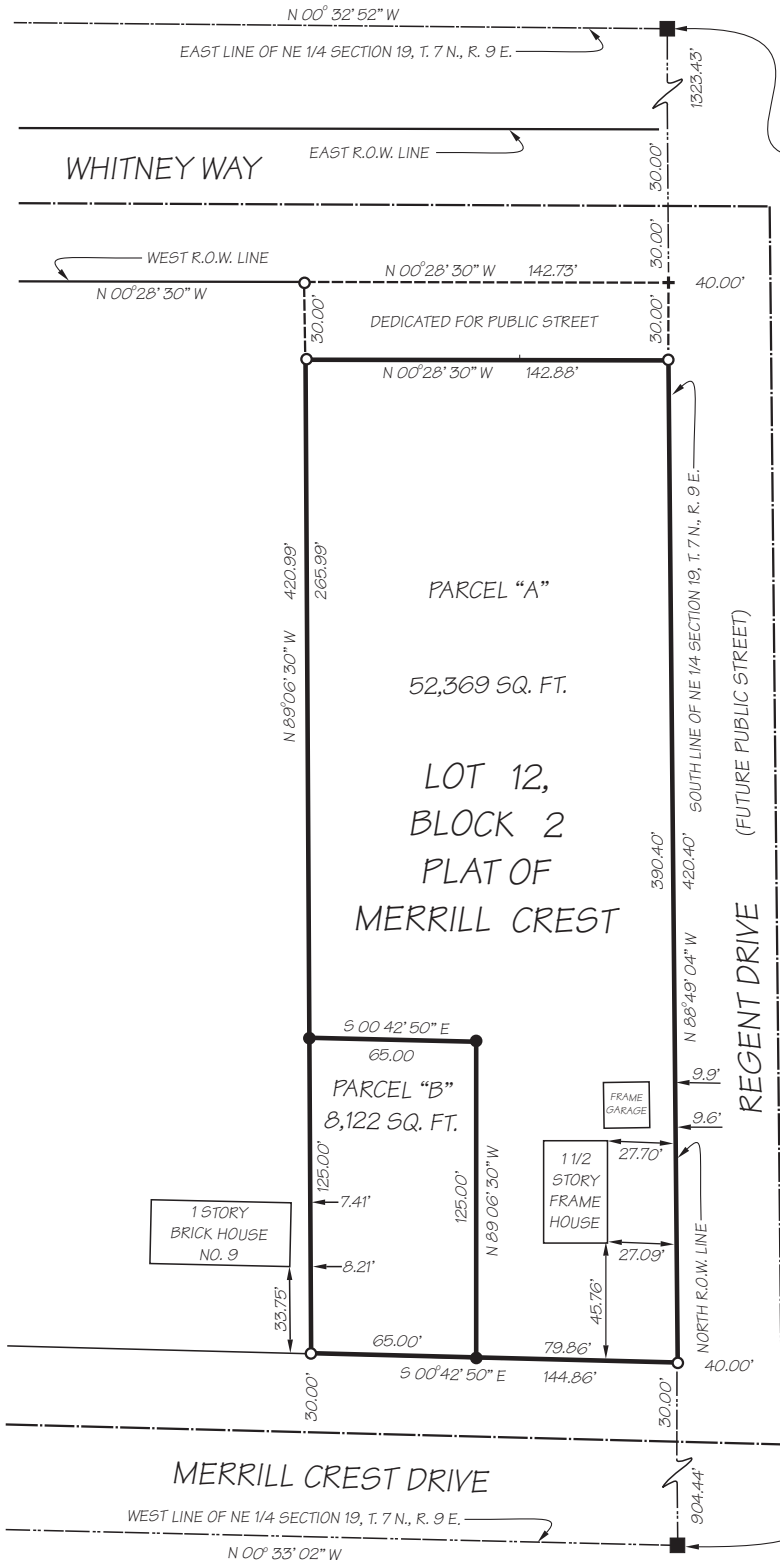 N 00° 32' 52" W
EAST LINE OF NE 1/4 SECTION 19, T. 7 N., R. 9 E.
1323.43'
EAST R.O.W. LINE
WHITNEY WAY
30.00'
30.00'
WEST R.O.W. LINE
N 00°28' 30" W
N 00°28' 30" W 142.73'
40.00'
30.00'
DEDICATED FOR PUBLIC STREET
30.00'
N 00°28' 30" W 142.88'
SOUTH LINE OF NE 1/4 SECTION 19, T. 7 N., R. 9 E.
420.99'
265.99'
N 89°06' 30" W
PARCEL "A"
52,369 SQ. FT.
LOT 12,
BLOCK 2
PLAT OF
MERRILL CREST
390.40'
420.40'
N 88°49' 04" W
(FUTURE PUBLIC STREET)
REGENT DRIVE
S 00 42' 50" E
65.00
PARCEL "B"
8,122 SQ. FT.
125.00'
125.00'
N 89 06' 30" W
7.41'
8.21'
1 STORY
BRICK HOUSE
NO. 9
33.75'
FRAME
GARAGE
9.9'
9.6'
27.70'
1 1/2
STORY
FRAME
HOUSE
27.09'
45.76'
NORTH R.O.W. LINE
65.00'
79.86'
S 00°42' 50" E 144.86'
40.00'
30.00'
30.00'
MERRILL CREST DRIVE
904.44'
WEST LINE OF NE 1/4 SECTION 19, T. 7 N., R. 9 E.
N 00° 33' 02" W